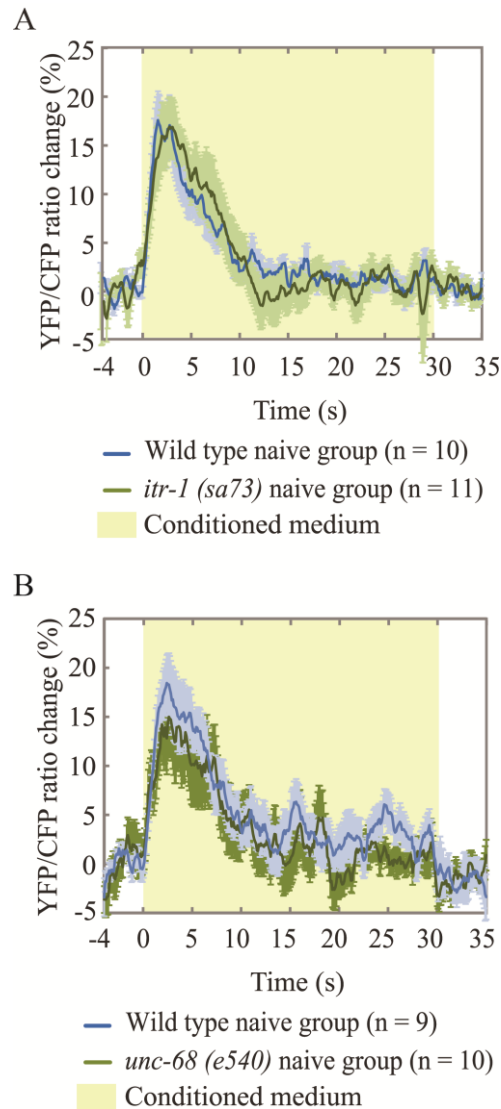 A
25
20
15
10
5
0
-5
YFP/CFP ratio change (%)
-4 0 5 10 15 20 25 30 35
Time (s)
Wild type naive group (n = 10)
itr-1 (sa73) naive group (n = 11)
Conditioned medium
B
25
20
15
10
5
0
-5
YFP/CFP ratio change (%)
-4 0 5 10 15 20 25 30 35
Time (s)
Wild type naive group (n = 9)
unc-68 (e540) naive group (n = 10)
Conditioned medium